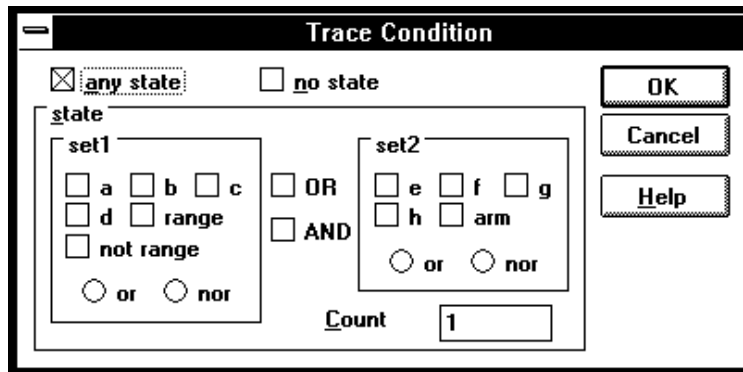 Trace Condition
any state no state OK
state
set1 set2 Cancel
a b c OR e f g Help
d range h arm
not range AND
or nor or nor
Count 1